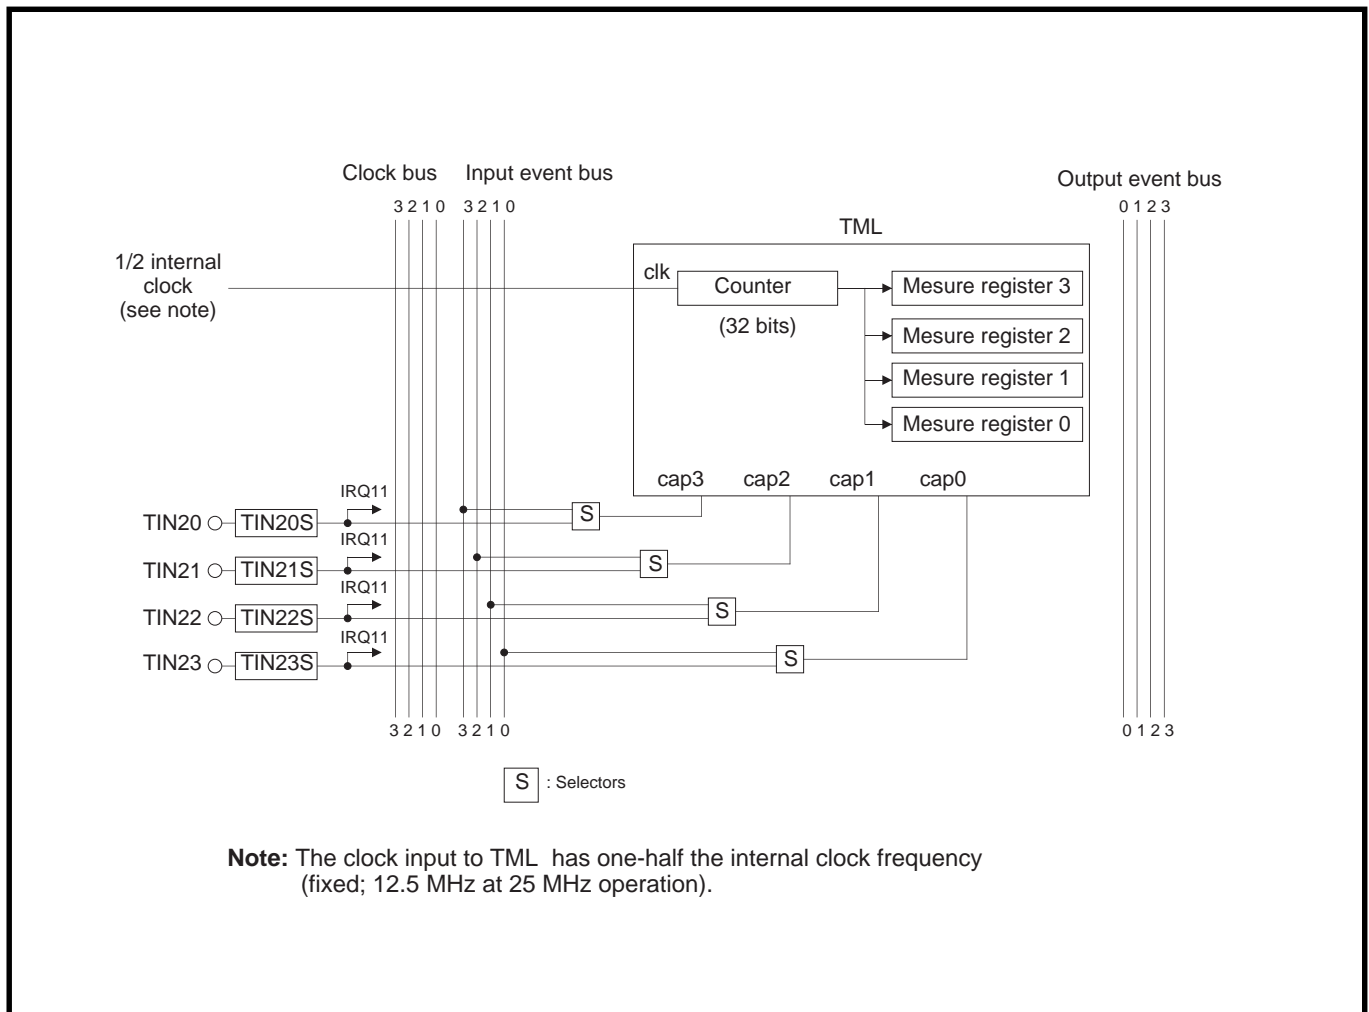 Clock bus Input event bus Output event bus
3 2 1 0 3 2 1 0 0 1 2 3
TML
1/2 internal
clock
(see note)
clk Counter Mesure register 3
(32 bits) Mesure register 2
Mesure register 1
Mesure register 0
cap3 cap2 cap1 cap0
IRQ11
TIN20 TIN20S S
IRQ11
TIN21 TIN21S S
IRQ11
TIN22 TIN22S S
IRQ11
TIN23 TIN23S S
3 2 1 0 3 2 1 0 0 1 2 3
S : Selectors
Note: The clock input to TML has one-half the internal clock frequency
(fixed; 12.5 MHz at 25 MHz operation).